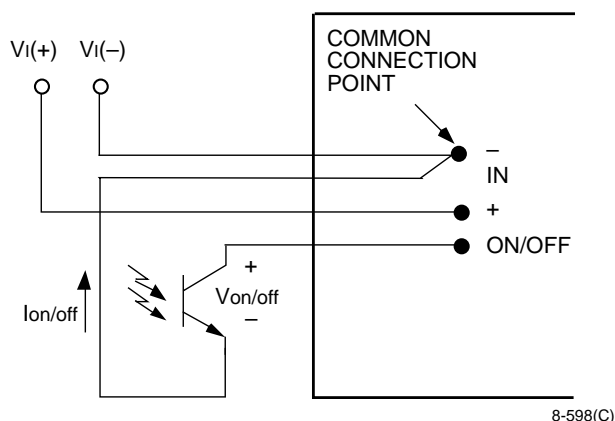 VI(+) VI(–)
COMMON
CONNECTION
POINT
–
IN
+
ON/OFF
+
Von/off
–
Ion/off
8-598(C)